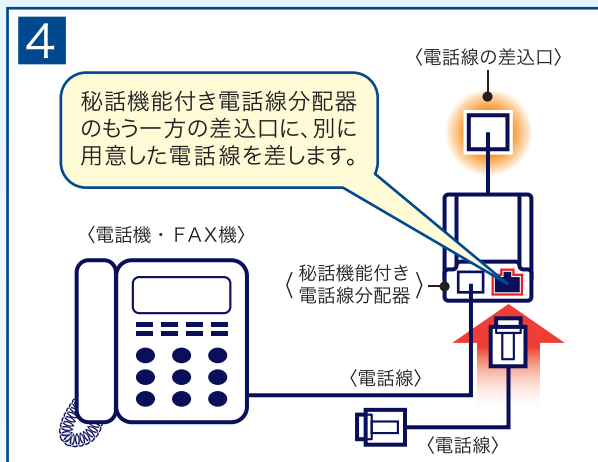 4
〈電話線の差込口〉
秘話機能付き電話線分配器
のもう一方の差込口に、別に
用意した電話線を差します。
〈電話機・FAX機〉
〈秘話機能付き
電話線分配器〉
〈電話線〉
〈電話線〉